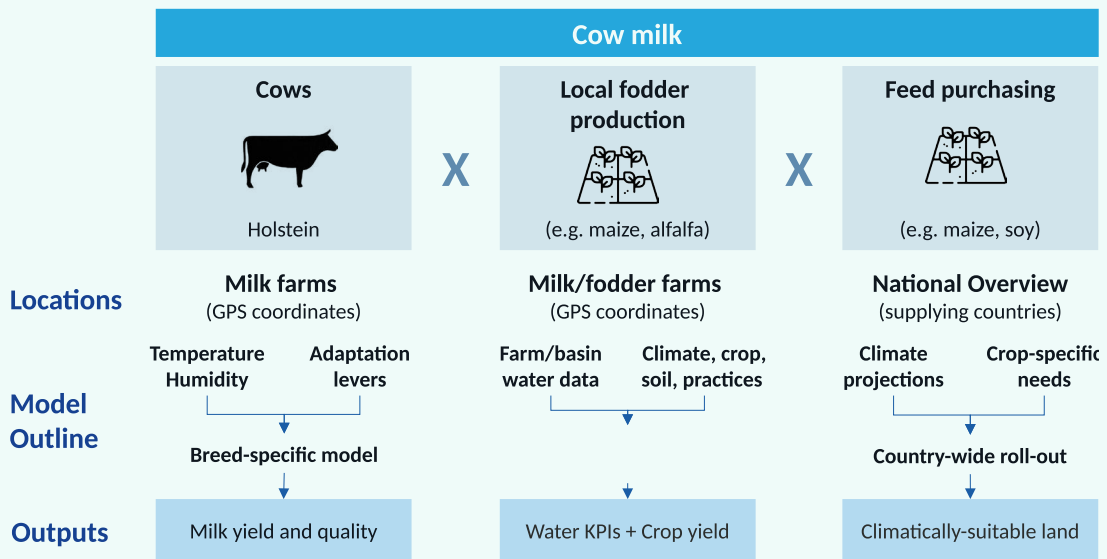 Cow milk
Cows
Holstein
X
Local fodder
production
(e.g. maize, alfalfa)
X
Feed purchasing
(e.g. maize, soy)
Locations
Milk farms
(GPS coordinates)
Milk/fodder farms
(GPS coordinates)
National Overview
(supplying countries)
Model
Outline
Temperature
Humidity
Adaptation
levers
Breed-specific model
Farm/basin
water data
Climate, crop,
soil, practices
Climate
projections
Crop-specific
needs
Country-wide roll-out
Outputs
Milk yield and quality
Water KPIs + Crop yield
Climatically-suitable land